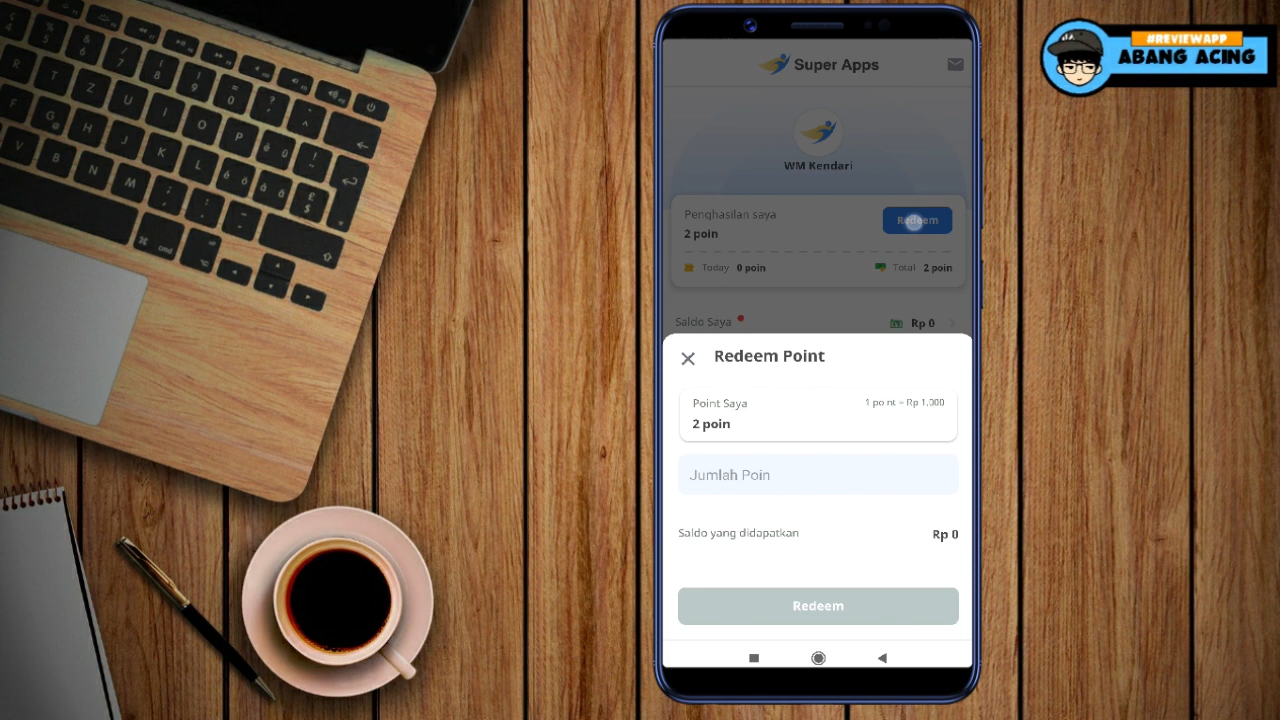 #REVIEWAPP
ABANG ACING
Super Apps
WM Kendari
Penghasilan saya
Redeem
2 poin
Today 0 poin
Total 2 poin
Saldo Saya
Rp 0
Redeem Point
Point Saya
1 point = Rp 1,000
2 poin
Jumlah Poin
Saldo yang didapatkan
Rp 0
Redeem